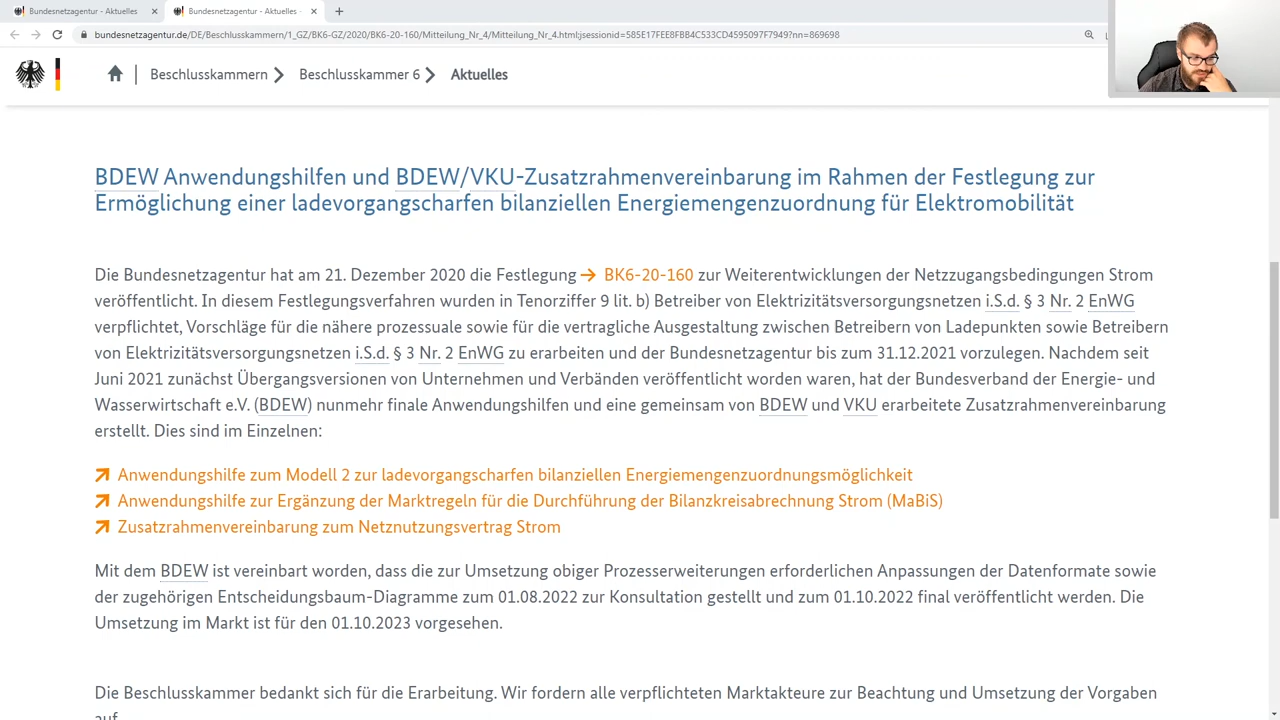 Bundesnetzagentur - Aktuelles
Bundesnetzagentur - Aktuelles -
bundesnetzagentur.de/DE/Beschlusskammern/1_GZ/BK6-GZ/2020/BK6-20-160/Mitteilung_Nr_4/Mitteilung_Nr_4.html;jsessionid=585E17FEE8FBB4C533CD4595097F7949?nn=869698
Beschlusskammern
Beschlusskammer 6
Aktuelles
BDEW Anwendungshilfen und BDEW/VKU-Zusatzrahmenvereinbarung im Rahmen der Festlegung zur
Ermöglichung einer ladevorgangscharfen bilanziellen Energiemengenzuordnung für Elektromobilität
Die Bundesnetzagentur hat am 21. Dezember 2020 die Festlegung → BK6-20-160 zur Weiterentwicklungen der Netzzugangsbedingungen Strom
veröffentlicht. In diesem Festlegungsverfahren wurden in Tenorziffer 9 lit. b) Betreiber von Elektrizitätsversorgungsnetzen i.S.d. § 3 Nr. 2 EnWG
verpflichtet, Vorschläge für die nähere prozessuale sowie für die vertragliche Ausgestaltung zwischen Betreibern von Ladepunkten sowie Betreibern
von Elektrizitätsversorgungsnetzen i.S.d. § 3 Nr. 2 EnWG zu erarbeiten und der Bundesnetzagentur bis zum 31.12.2021 vorzulegen. Nachdem seit
Juni 2021 zunächst Übergangsversionen von Unternehmen und Verbänden veröffentlicht worden waren, hat der Bundesverband der Energie- und
Wasserwirtschaft e.V. (BDEW) nunmehr finale Anwendungshilfen und eine gemeinsam von BDEW und VKU erarbeitete Zusatzrahmenvereinbarung
erstellt. Dies sind im Einzelnen:
Anwendungshilfe zum Modell 2 zur ladevorgangscharfen bilanziellen Energiemengenzuordnungsmöglichkeit
Anwendungshilfe zur Ergänzung der Marktregeln für die Durchführung der Bilanzkreisabrechnung Strom (MaBiS)
Zusatzrahmenvereinbarung zum Netznutzungsvertrag Strom
Mit dem BDEW ist vereinbart worden, dass die zur Umsetzung obiger Prozesserweiterungen erforderlichen Anpassungen der Datenformate sowie
der zugehörigen Entscheidungsbaum-Diagramme zum 01.08.2022 zur Konsultation gestellt und zum 01.10.2022 final veröffentlicht werden. Die
Umsetzung im Markt ist für den 01.10.2023 vorgesehen.
Die Beschlusskammer bedankt sich für die Erarbeitung. Wir fordern alle verpflichteten Marktakteure zur Beachtung und Umsetzung der Vorgaben
auf.